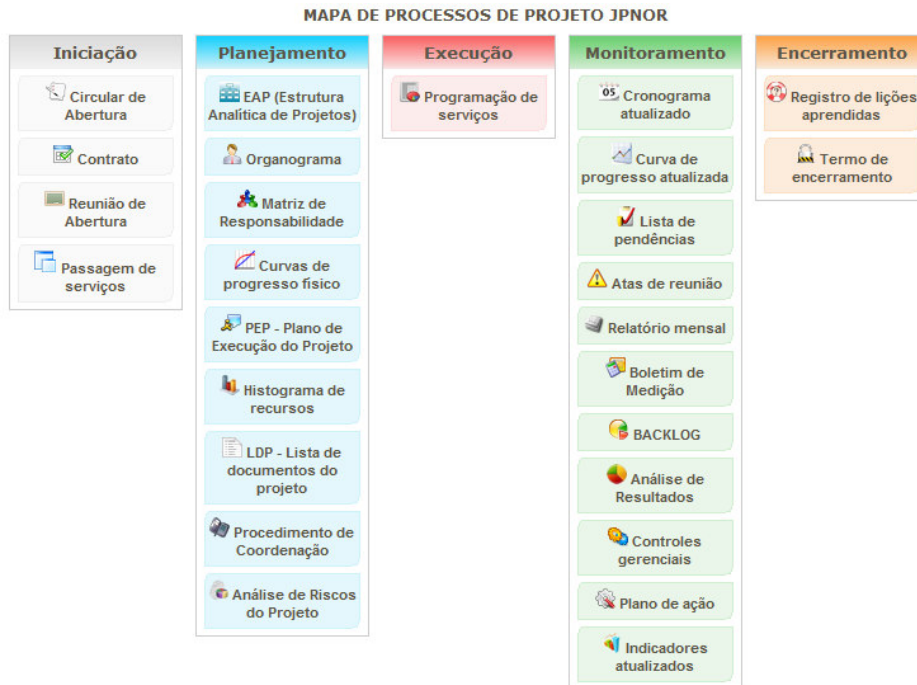 MAPA DE PROCESSOS DE PROJETO JPNOR
Iniciação
Circular de
Abertura
Contrato
Reunião de
Abertura
Passagem de
serviços
Planejamento
EAP (Estrutura
Analítica de Projetos)
Organograma
Matriz de
Responsabilidade
Curvas de
progresso físico
PEP - Plano de
Execução do Projeto
Histograma de
recursos
LDP - Lista de
documentos do
projeto
Procedimento de
Coordenação
Análise de Riscos
do Projeto
Execução
Programação de
serviços
Monitoramento
05
Cronograma
atualizado
Curva de
progresso atualizada
Lista de
pendências
Atas de reunião
Relatório mensal
Boletim de
Medição
BACKLOG
Análise de
Resultados
Controles
gerenciais
Plano de ação
Indicadores
atualizados
Encerramento
Registro de lições
aprendidas
Termo de
encerramento